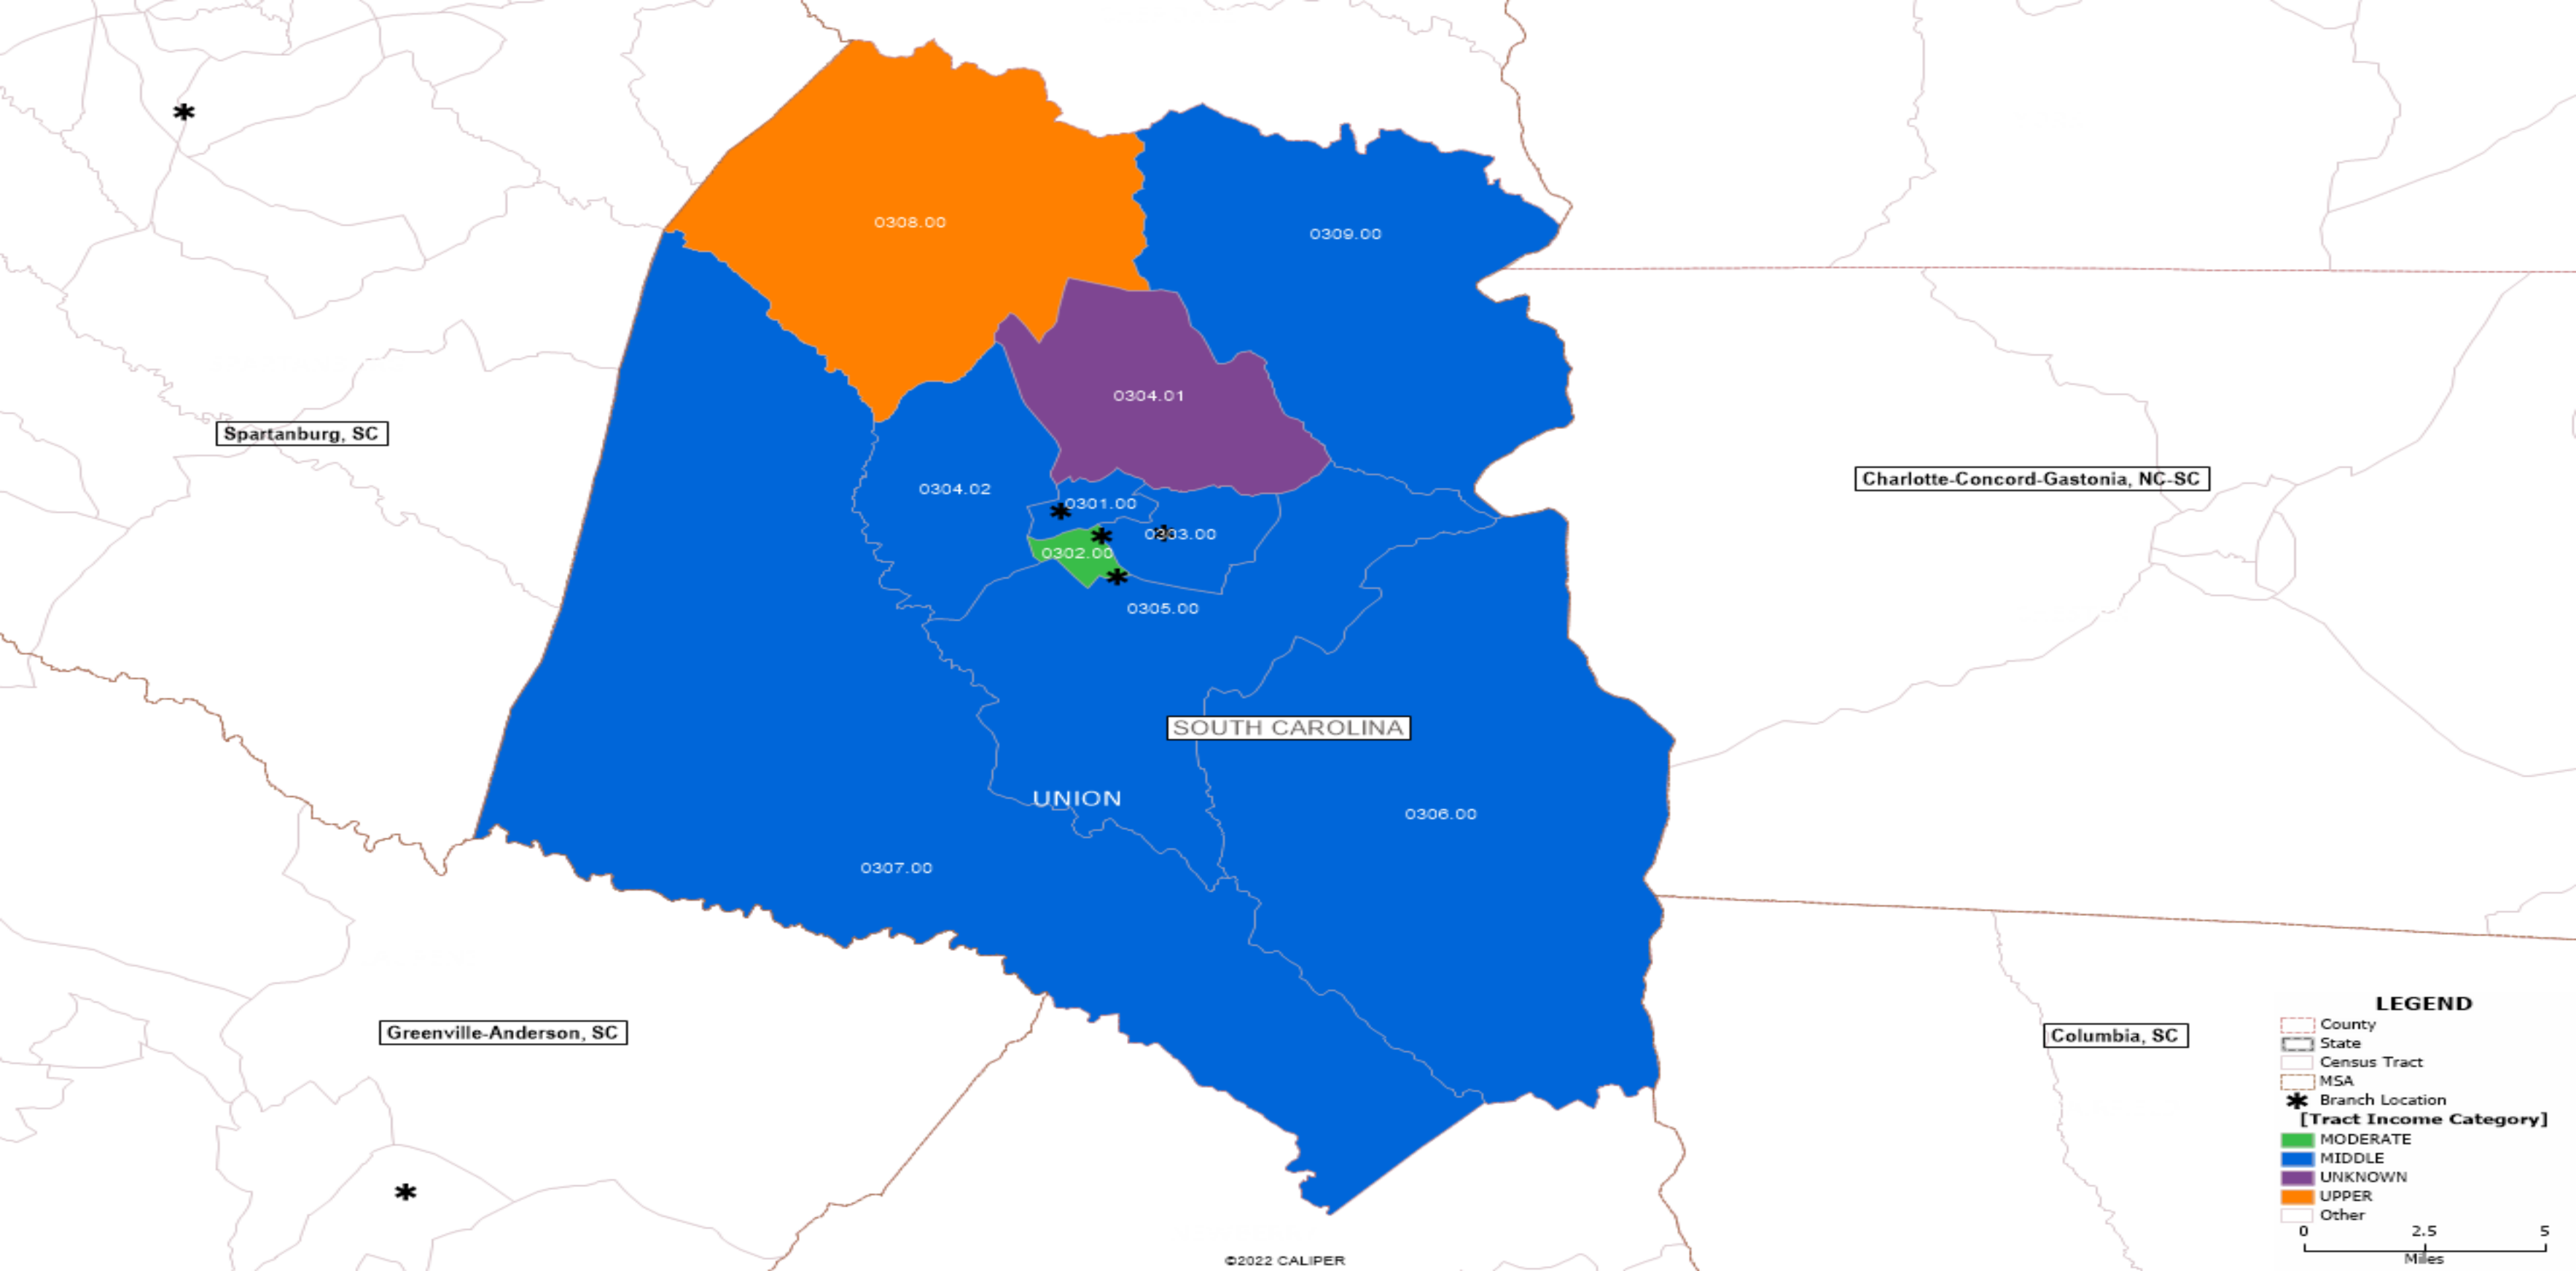 0308.00
0309.00
0304.01
Spartanburg, SC
Charlotte-Concord-Gastonia, NC-SC
0304.02
0301.00
0303.00
0302.00
0305.00
SOUTH CAROLINA
UNION
0306.00
0307.00
Greenville-Anderson, SC
Columbia, SC
LEGEND
County
State
Census Tract
MSA
Branch Location
[Tract Income Category]
MODERATE
MIDDLE
UNKNOWN
UPPER
Other
0 2.5 5
Miles
©2022 CALIPER